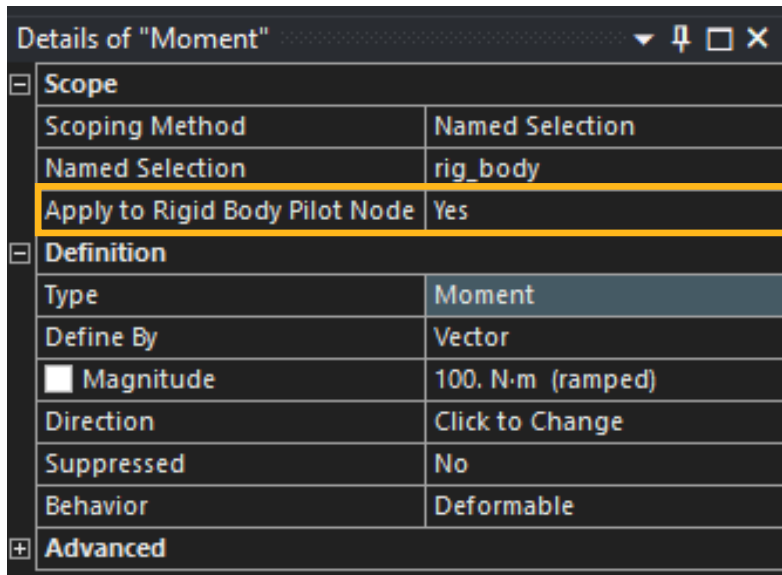 Details of "Moment"
Scope
Scoping Method Named Selection
Named Selection rig_body
Apply to Rigid Body Pilot Node Yes
Definition
Type Moment
Define By Vector
Magnitude 100. N·m (ramped)
Direction Click to Change
Suppressed No
Behavior Deformable
Advanced